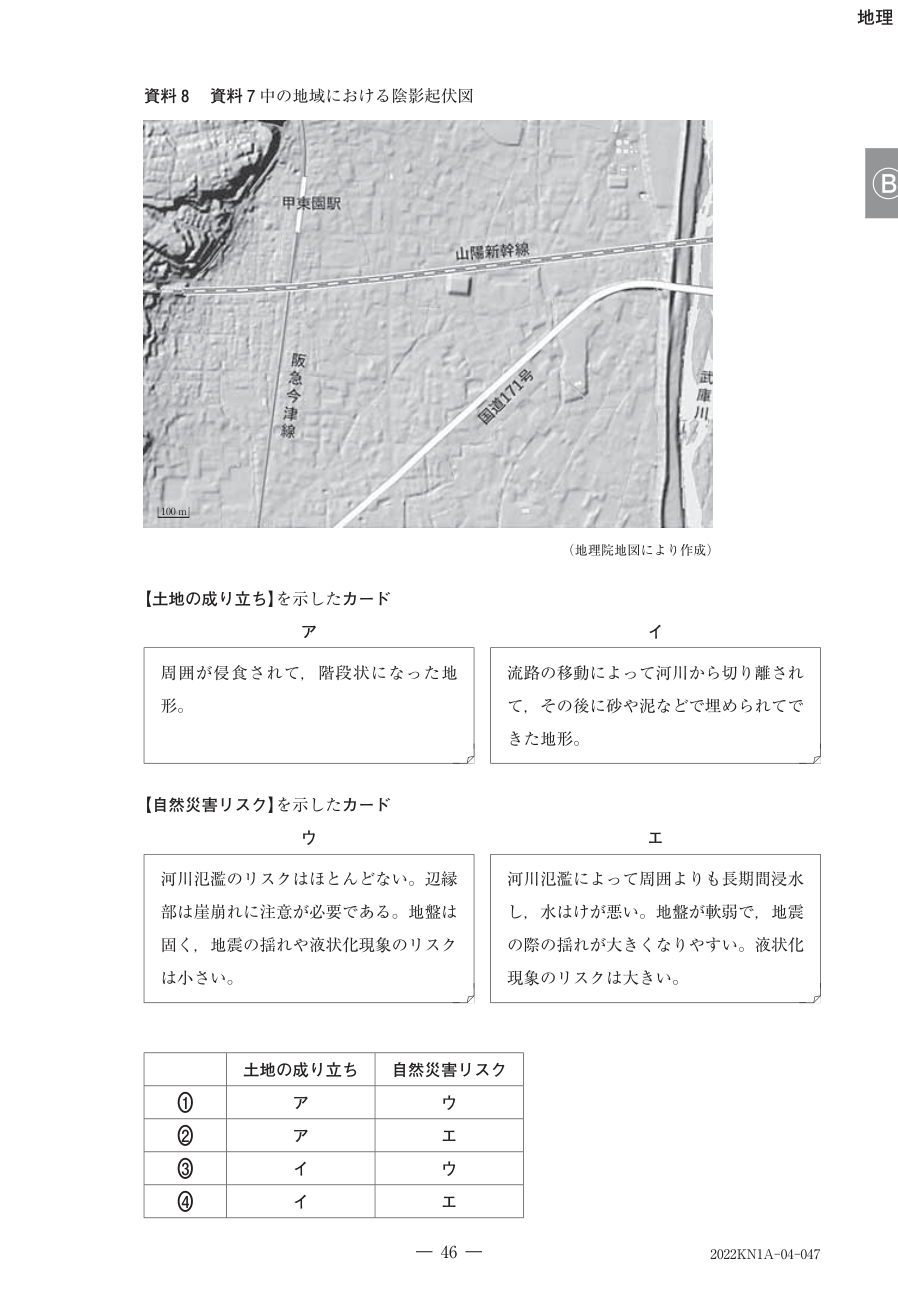 地理
資料8 資料7中の地域における陰影起伏図
B
甲東園駅
山陽新幹線
阪急今津線
国道171号
武庫川
100 m
（地理院地図により作成）
【土地の成り立ち】を示したカード
ア
周囲が侵食されて，階段状になった地
形。
イ
流路の移動によって河川から切り離され
て，その後に砂や泥などで埋められてで
きた地形。
【自然災害リスク】を示したカード
ウ
河川氾濫のリスクはほとんどない。辺縁
部は崖崩れに注意が必要である。地盤は
固く，地震の揺れや液状化現象のリスク
は小さい。
エ
河川氾濫によって周囲よりも長期間浸水
し，水はけが悪い。地盤が軟弱で，地震
の際の揺れが大きくなりやすい。液状化
現象のリスクは大きい。
土地の成り立ち 自然災害リスク
① ア ウ
② ア エ
③ イ ウ
④ イ エ
― 46 ―
2022KN1A-04-047